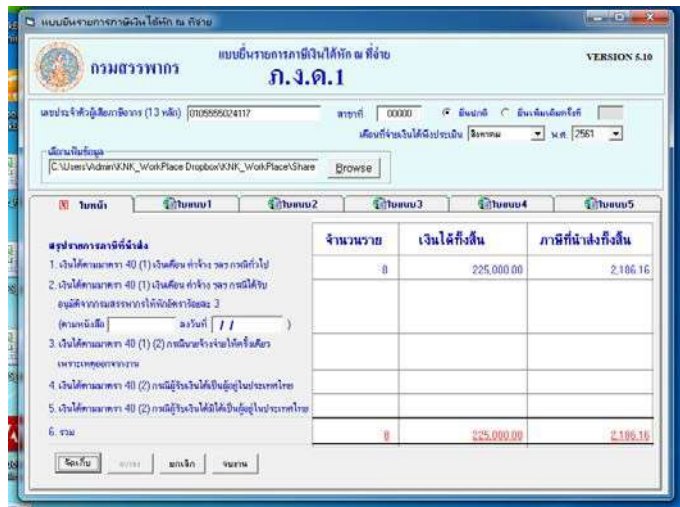 แบบยื่นรายการภาษีเงินได้หัก ณ ที่จ่าย
กรมสรรพากร
แบบยื่นรายการภาษีเงินได้หัก ณ ที่จ่าย
ภ.ง.ด.1
VERSION 5.10
เลขประจำตัวผู้เสียภาษีอากร (13 หลัก) 0105555024117 สาขาที่ 00000 ยื่นปกติ ยื่นเพิ่มเติมครั้งที่
เดือนที่จ่ายเงินได้พึงประเมิน สิงหาคม พ.ศ. 2561
เลือกแฟ้มข้อมูล
C:\Users\Admin\KNK_WorkPlace Dropbox\KNK_WorkPlace\Share Browse
ใบหน้า ใบแนบ1 ใบแนบ2 ใบแนบ3 ใบแนบ4 ใบแนบ5
สรุปรายการภาษีที่นำส่ง จำนวนราย เงินได้ทั้งสิ้น ภาษีที่นำส่งทั้งสิ้น
1. เงินได้ตามมาตรา 40 (1) เงินเดือน ค่าจ้าง ฯลฯ กรณีทั่วไป 8 225,000.00 2,186.16
2. เงินได้ตามมาตรา 40 (1) เงินเดือน ค่าจ้าง ฯลฯ กรณีได้รับ
อนุมัติจากกรมสรรพากรให้หักอัตราร้อยละ 3
(ตามหนังสือ ลงวันที่ / / )
3. เงินได้ตามมาตรา 40 (1) (2) กรณีนายจ้างจ่ายให้ครั้งเดียว
เพราะเหตุออกจากงาน
4. เงินได้ตามมาตรา 40 (2) กรณีผู้รับเงินได้เป็นผู้อยู่ในประเทศไทย
5. เงินได้ตามมาตรา 40 (2) กรณีผู้รับเงินได้มิได้เป็นผู้อยู่ในประเทศไทย
6. รวม 8 225,000.00 2,186.16
จัดเก็บ ยกเลิก จบงาน